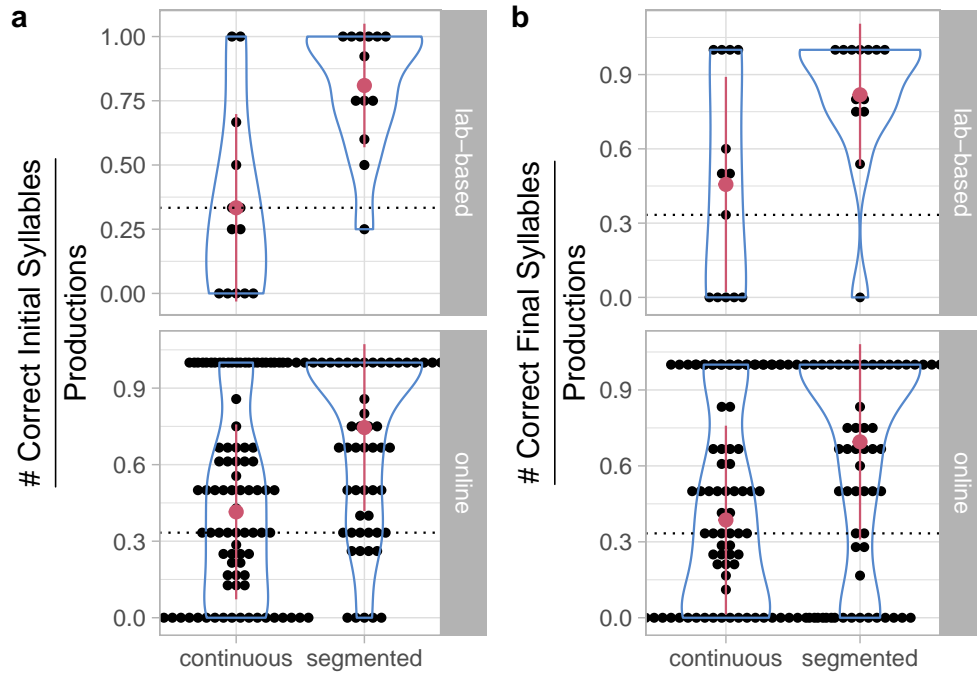 a
# Correct Initial Syllables
Productions
1.00
0.75
0.50
0.25
0.00
lab−based
0.9
0.6
0.3
0.0
online
continuous segmented
b
# Correct Final Syllables
Productions
0.9
0.6
0.3
0.0
lab−based
0.9
0.6
0.3
0.0
online
continuous segmented